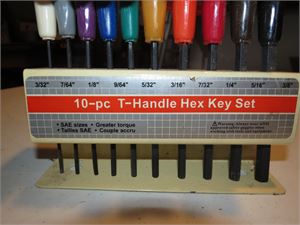 3/32" 7/64" 1/8" 9/64" 5/32" 3/16" 7/32" 1/4" 5/16" 3/8"
10-pc T-Handle Hex Key Set
• SAE sizes • Greater torque
• Tailles SAE • Couple accru